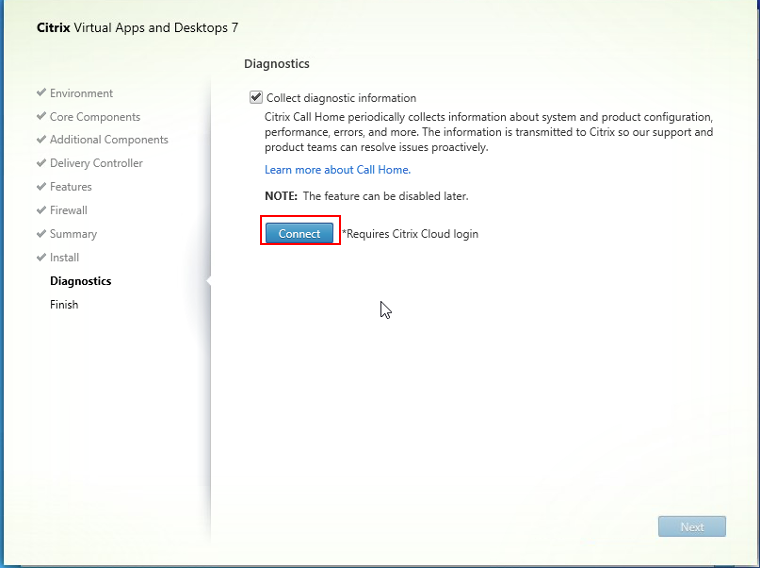 Citrix Virtual Apps and Desktops 7
Diagnostics
✔ Environment
✔ Core Components
✔ Additional Components
✔ Delivery Controller
✔ Features
✔ Firewall
✔ Summary
✔ Install
Diagnostics
Finish
Collect diagnostic information
Citrix Call Home periodically collects information about system and product configuration,
performance, errors, and more. The information is transmitted to Citrix so our support and
product teams can resolve issues proactively.
Learn more about Call Home.
NOTE: The feature can be disabled later.
Connect *Requires Citrix Cloud login
Next